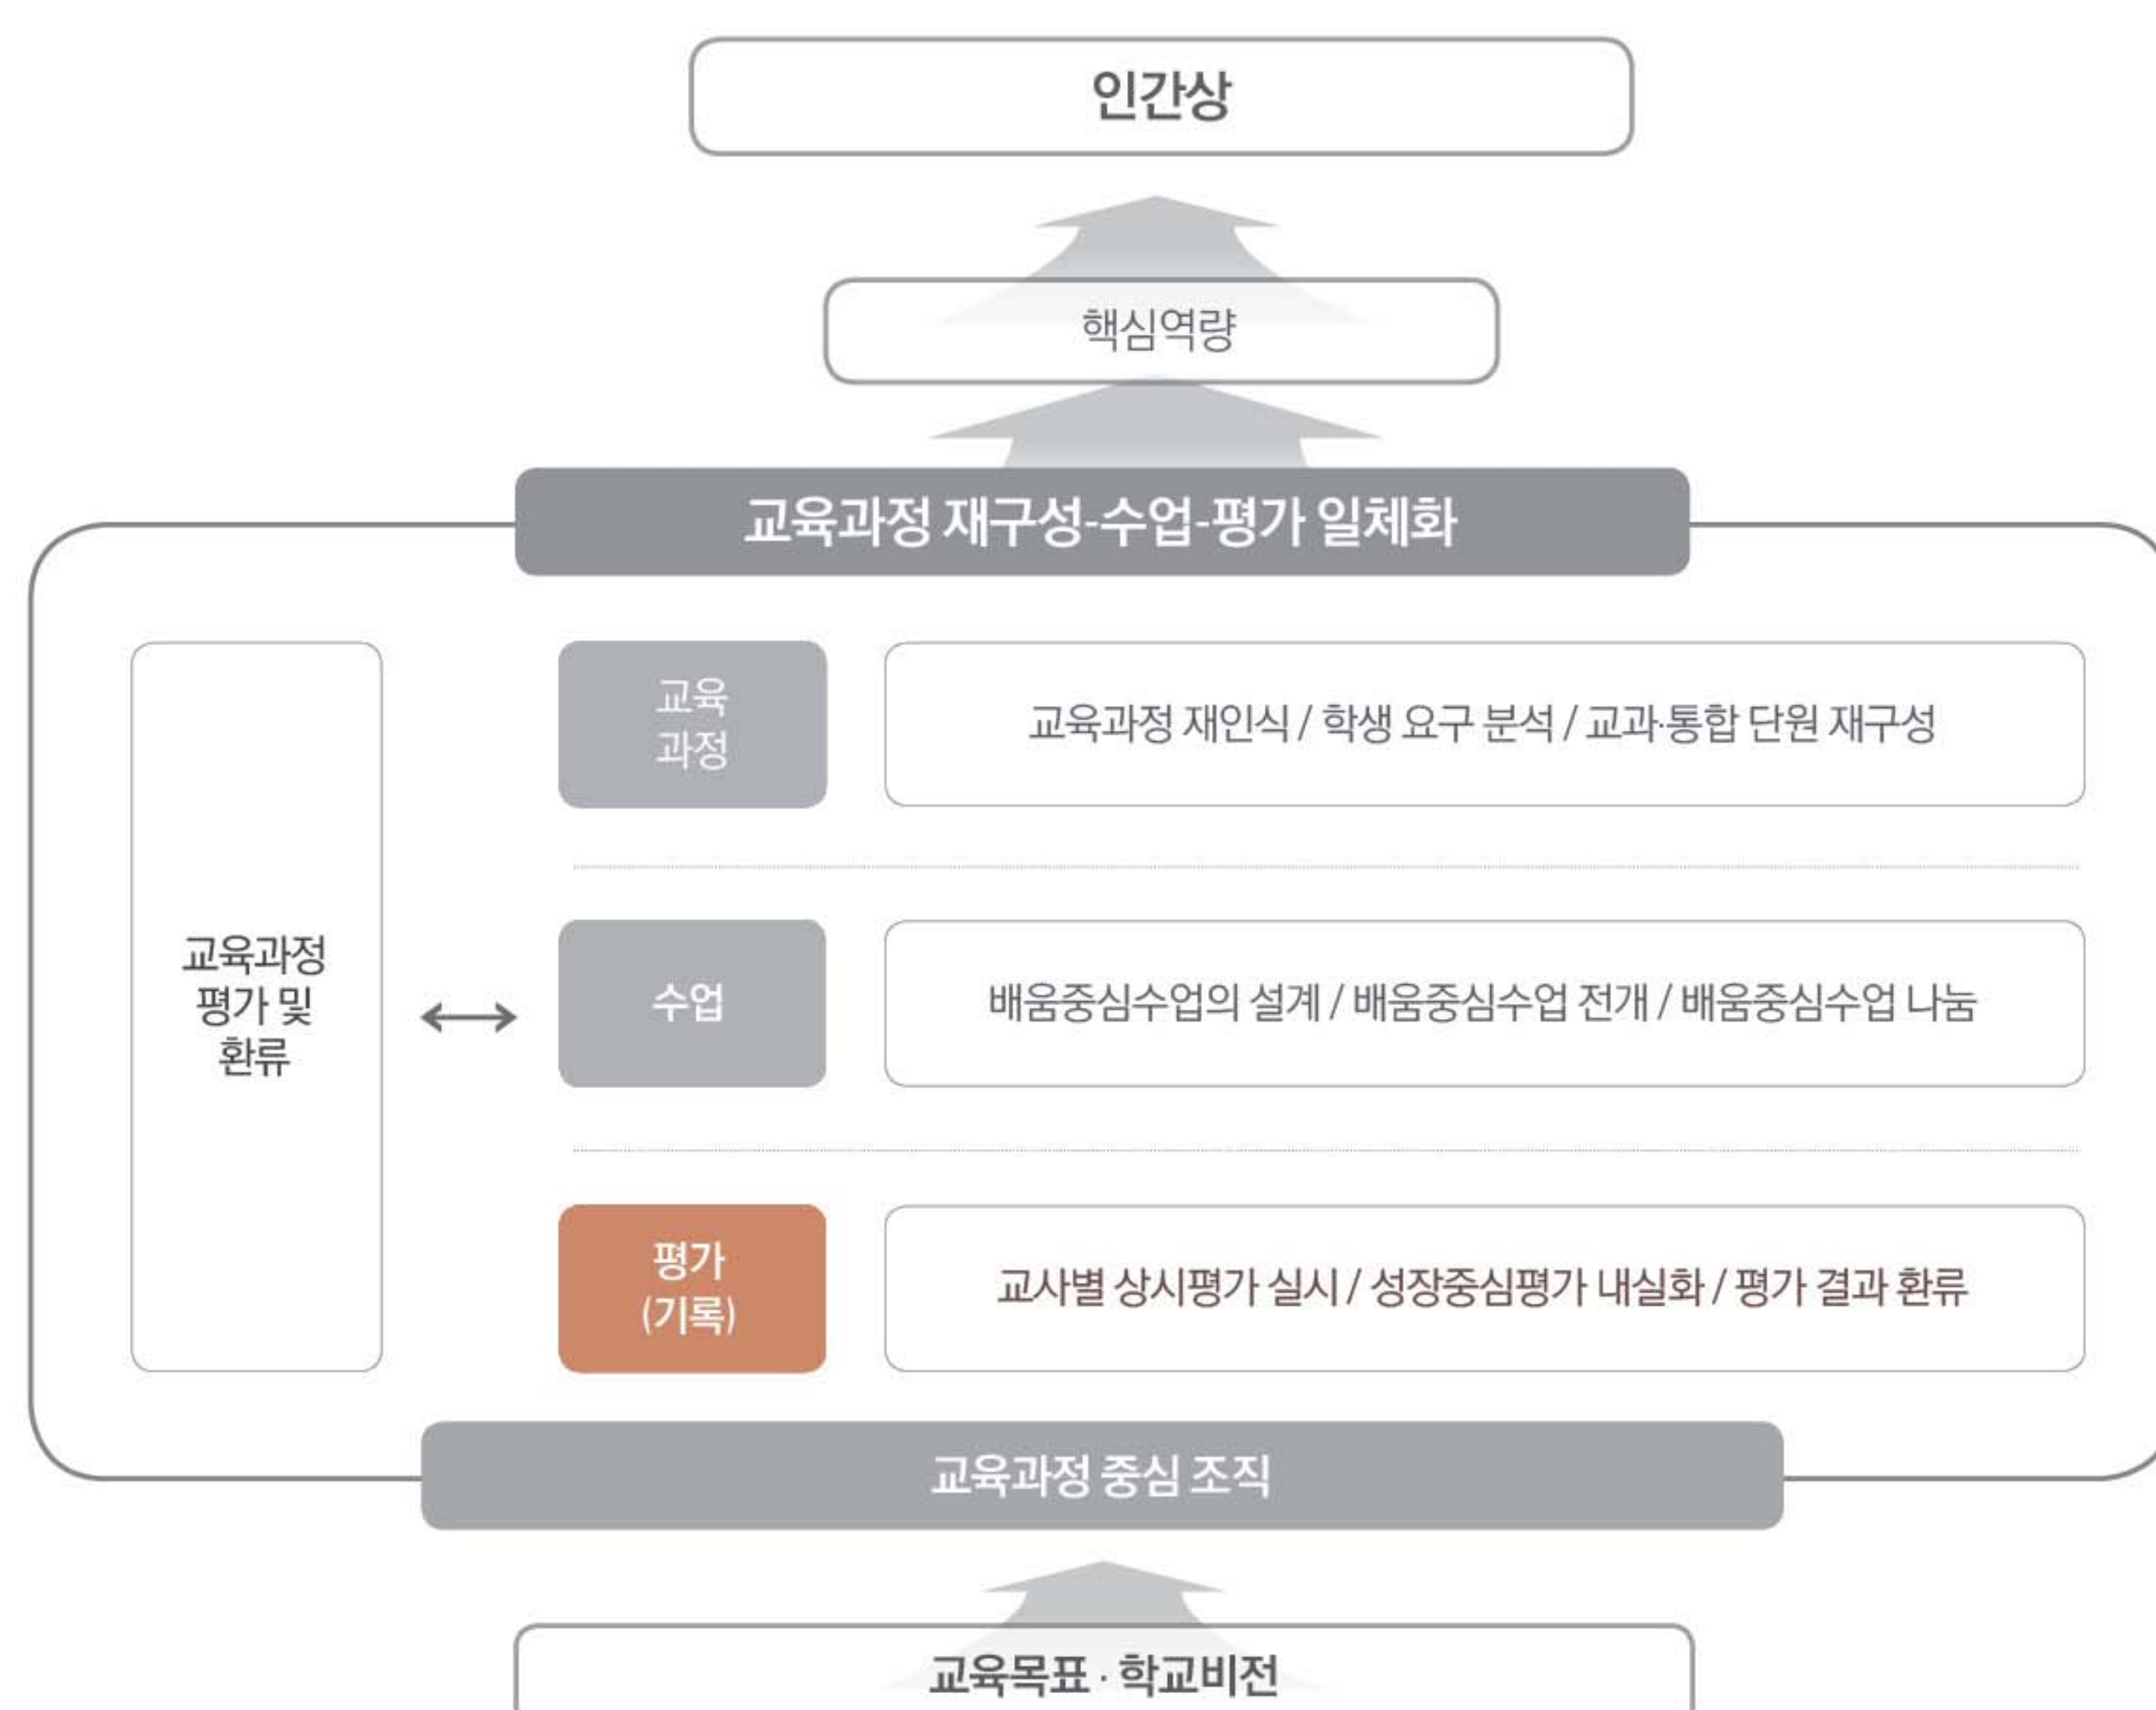 인간상
핵심역량
교육과정 재구성-수업-평가 일체화
교육과정
평가 및
환류
교육
과정
교육과정 재인식 / 학생 요구 분석 / 교과·통합 단원 재구성
수업
배움중심수업의 설계 / 배움중심수업 전개 / 배움중심수업 나눔
평가
(기록)
교사별 상시평가 실시 / 성장중심평가 내실화 / 평가 결과 환류
교육과정 중심 조직
교육목표 · 학교비전